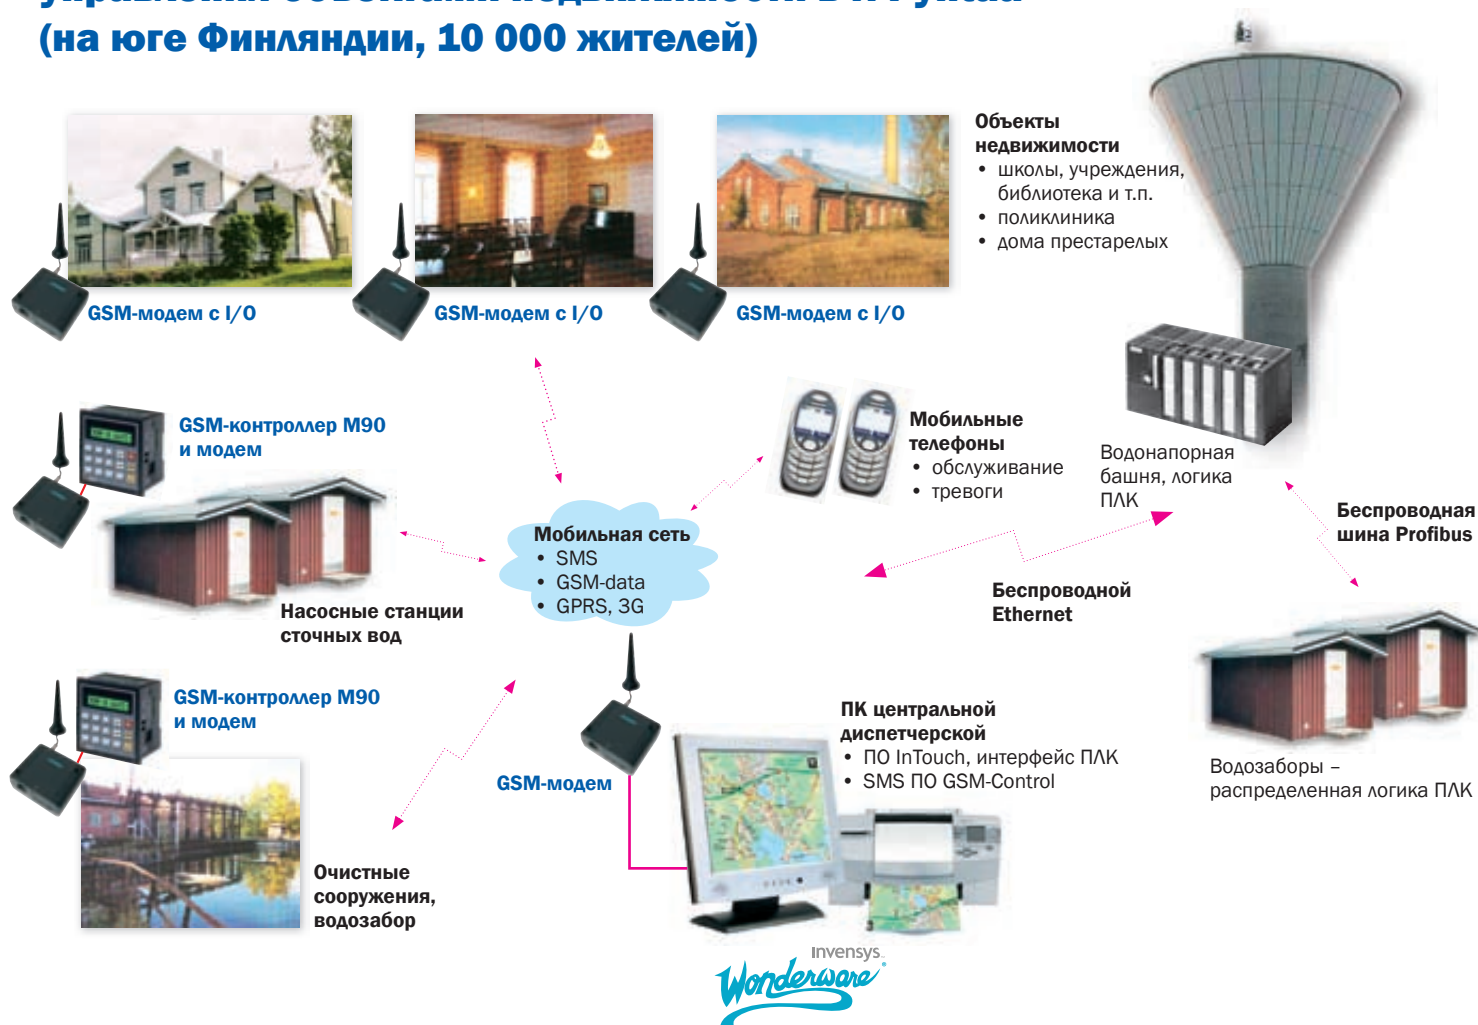 (на юге Финляндии, 10 000 жителей)
Объекты
недвижимости
• школы, учреждения,
библиотека и т.п.
• поликлиника
• дома престарелых
GSM-модем с I/O
GSM-модем с I/O
GSM-модем с I/O
GSM-контроллер M90
и модем
Мобильные
телефоны
• обслуживание
• тревоги
Водонапорная
башня, логика
ПЛК
Беспроводная
шина Profibus
Мобильная сеть
• SMS
• GSM-data
• GPRS, 3G
Беспроводной
Ethernet
Насосные станции
сточных вод
GSM-контроллер M90
и модем
GSM-модем
ПК центральной
диспетчерской
• ПО InTouch, интерфейс ПЛК
• SMS ПО GSM-Control
Водозаборы –
распределенная логика ПЛК
Очистные
сооружения,
водозабор
invensys
Wonderware